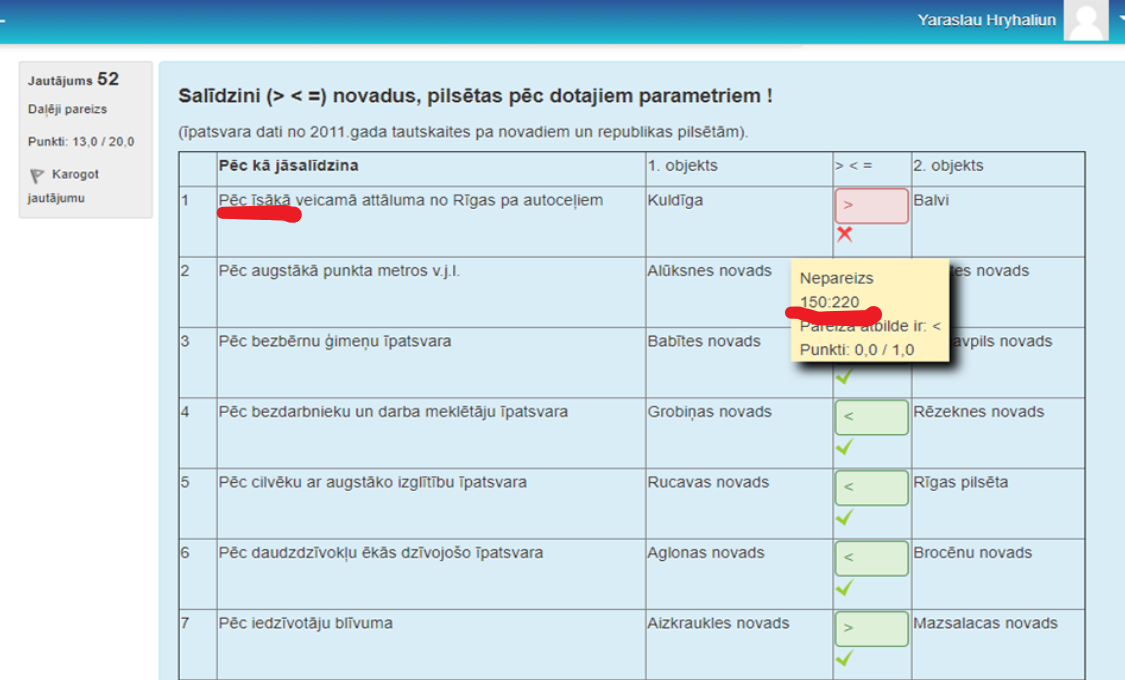 Yaraslau Hryhaliun
Jautājums 52
Daļēji pareizs
Punkti: 13,0 / 20,0
Karogot
jautājumu
Salīdzini (> < =) novadus, pilsētas pēc dotajiem parametriem !
(īpatsvara dati no 2011.gada tautskaites pa novadiem un republikas pilsētām).
Pēc kā jāsalīdzina 1. objekts > < = 2. objekts
1 Pēc īsākā veicamā attāluma no Rīgas pa autoceļiem Kuldīga > Balvi
2 Pēc augstākā punkta metros v.j.l. Alūksnes novads es novads
Nepareizs
150:220
Pareizā atbilde ir: <
Punkti: 0,0 / 1,0
3 Pēc bezbērnu ģimeņu īpatsvara Babītes novads avpils novads
4 Pēc bezdarbnieku un darba meklētāju īpatsvara Grobiņas novads < Rēzeknes novads
5 Pēc cilvēku ar augstāko izglītību īpatsvara Rucavas novads < Rīgas pilsēta
6 Pēc daudzdzīvokļu ēkās dzīvojošo īpatsvara Aglonas novads < Brocēnu novads
7 Pēc iedzīvotāju blīvuma Aizkraukles novads > Mazsalacas novads